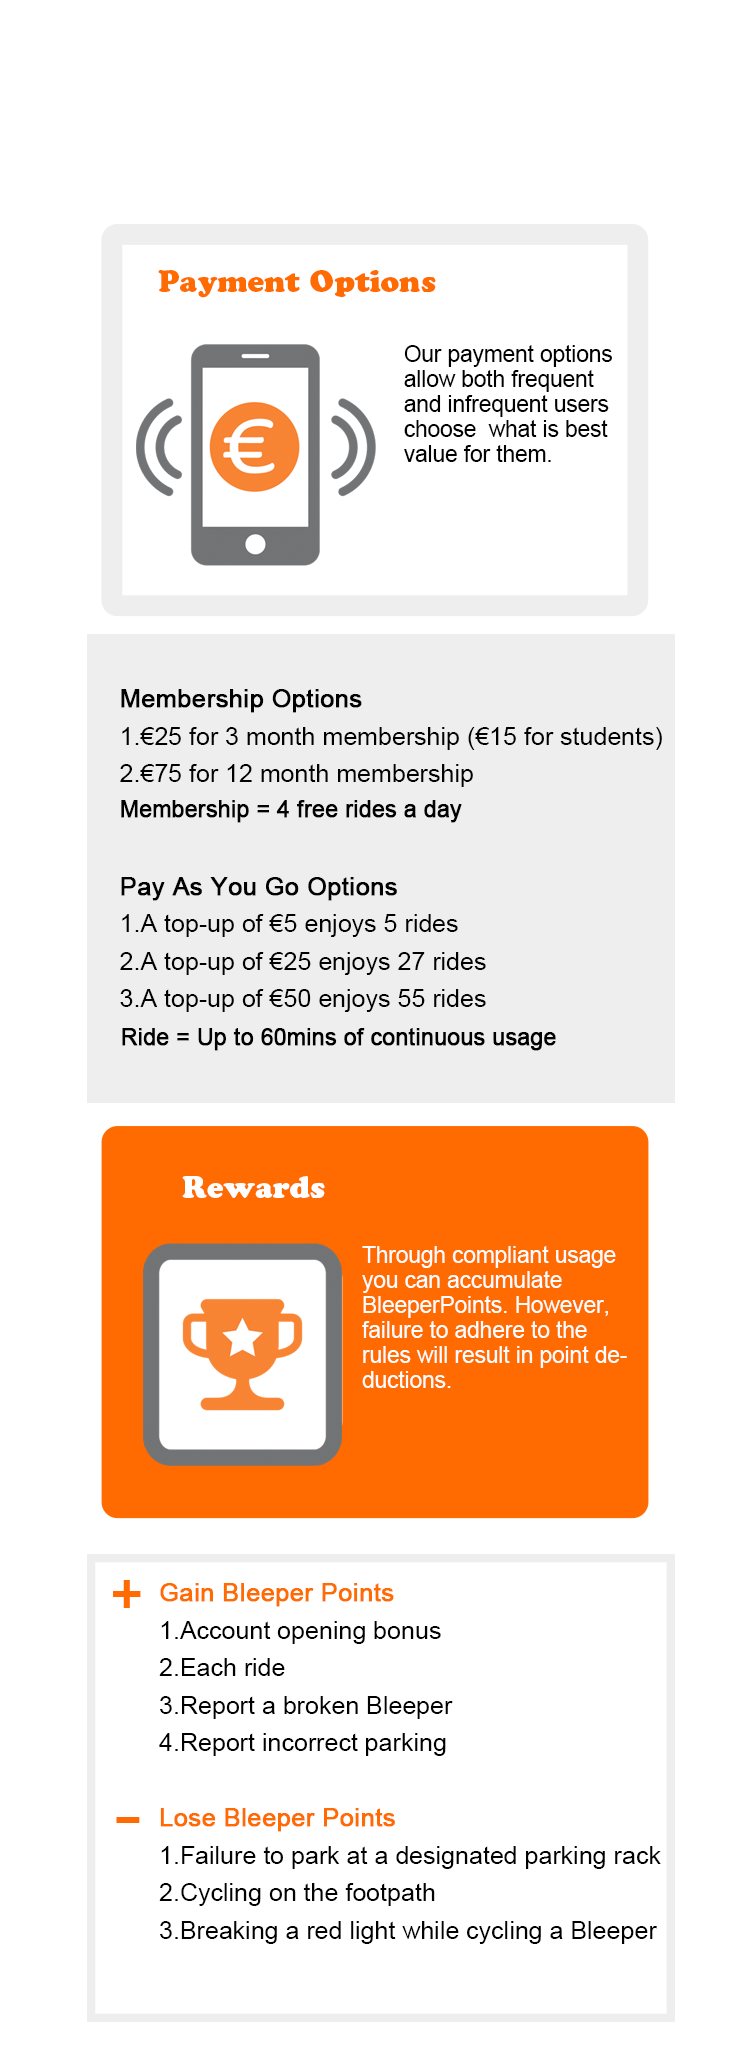 Payment Options
Our payment options
allow both frequent
and infrequent users
choose  what is best
value for them.
€
Membership Options
1.€25 for 3 month membership (€15 for students)
2.€75 for 12 month membership
Membership = 4 free rides a day
Pay As You Go Options
1.A top-up of €5 enjoys 5 rides
2.A top-up of €25 enjoys 27 rides
3.A top-up of €50 enjoys 55 rides
Ride = Up to 60mins of continuous usage
Rewards
Through compliant usage
you can accumulate
BleeperPoints. However,
failure to adhere to the
rules will result in point de-
ductions.
+ Gain Bleeper Points
1.Account opening bonus
2.Each ride
3.Report a broken Bleeper
4.Report incorrect parking
– Lose Bleeper Points
1.Failure to park at a designated parking rack
2.Cycling on the footpath
3.Breaking a red light while cycling a Bleeper